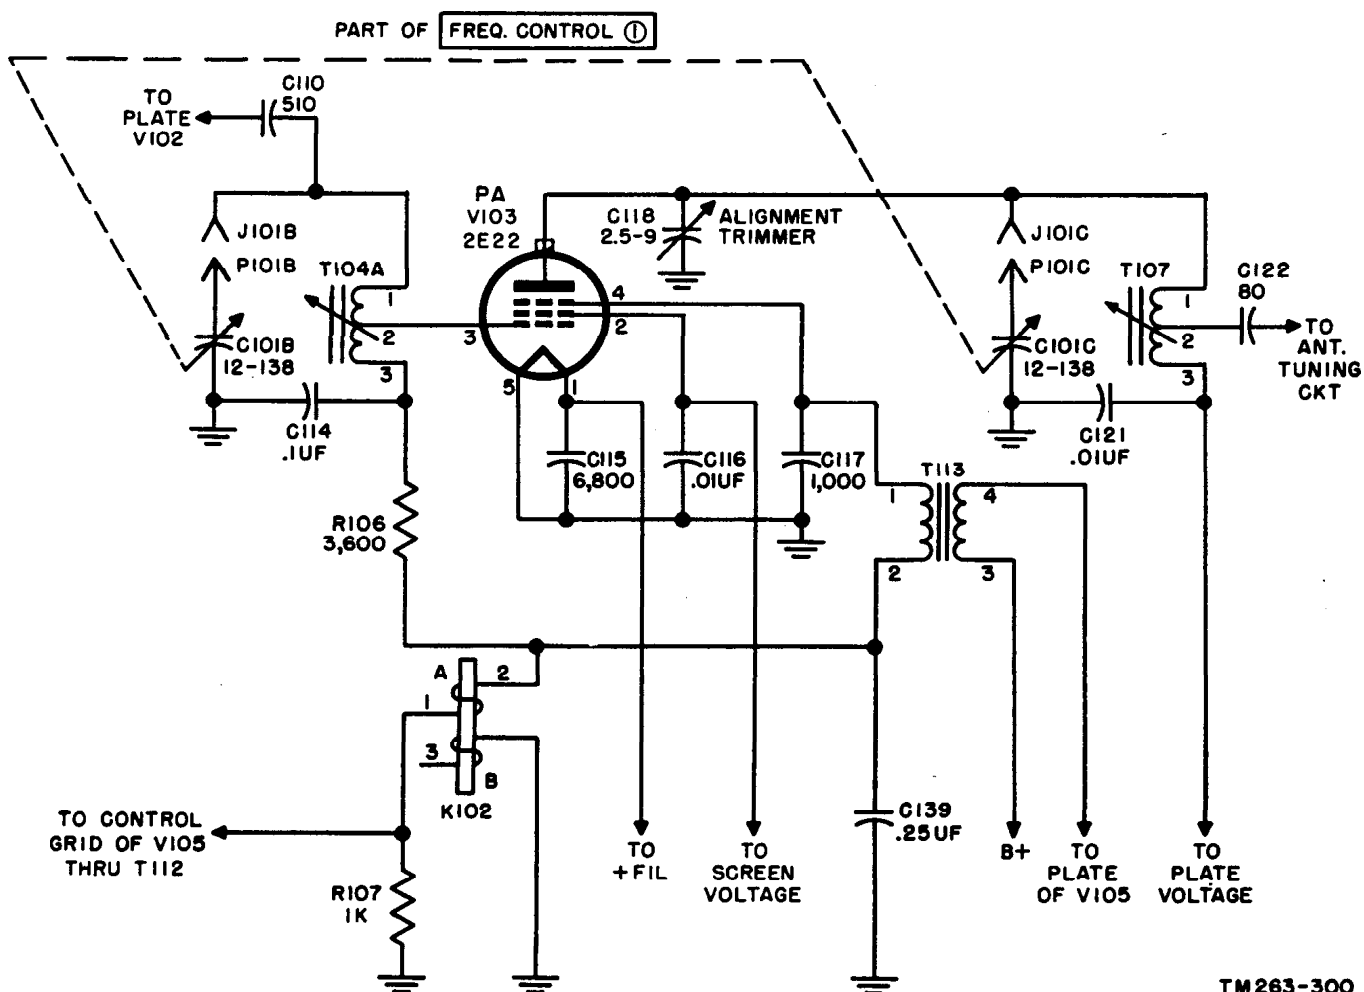 PART OF FREQ. CONTROL ①
C110
510
TO
PLATE
V102
J101B
P101B
T104A
1
2
3
C101B
12-138
C114
.1UF
PA
V103
2E22
3
4
2
5
1
C118
2.5-9
ALIGNMENT
TRIMMER
J101C
P101C
C101C
12-138
T107
1
2
3
C122
80
TO
ANT.
TUNING
CKT
C121
.01UF
C115
6,800
C116
.01UF
C117
1,000
T113
1
2
4
3
R106
3,600
A
2
1
3
B
K102
TO CONTROL
GRID OF V105
THRU T112
R107
1K
TO
+FIL
TO
SCREEN
VOLTAGE
C139
.25UF
B+
TO
PLATE
OF V105
TO
PLATE
VOLTAGE
TM263-300